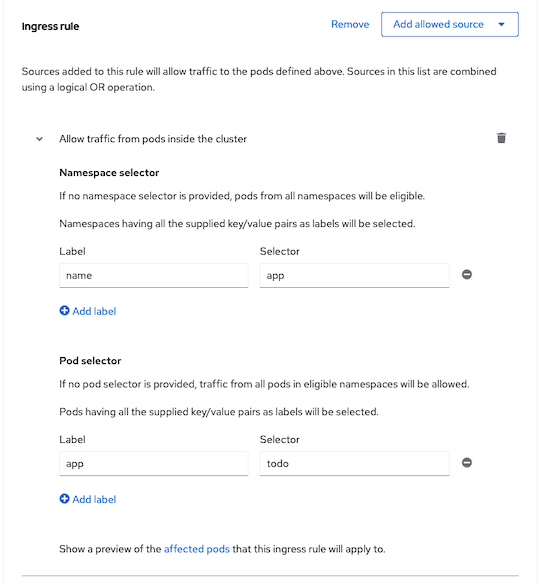 Ingress rule
Remove
Add allowed source
Sources added to this rule will allow traffic to the pods defined above. Sources in this list are combined
using a logical OR operation.
Allow traffic from pods inside the cluster
Namespace selector
If no namespace selector is provided, pods from all namespaces will be eligible.
Namespaces having all the supplied key/value pairs as labels will be selected.
Label
Selector
name
app
Add label
Pod selector
If no pod selector is provided, traffic from all pods in eligible namespaces will be allowed.
Pods having all the supplied key/value pairs as labels will be selected.
Label
Selector
app
todo
Add label
Show a preview of the affected pods that this ingress rule will apply to.